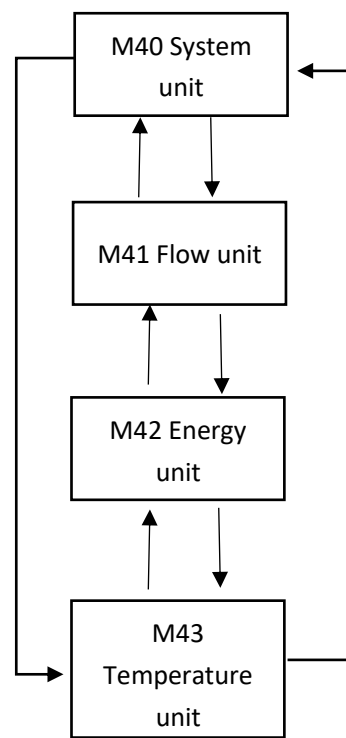 M40 System
unit
M41 Flow unit
M42 Energy
unit
M43
Temperature
unit